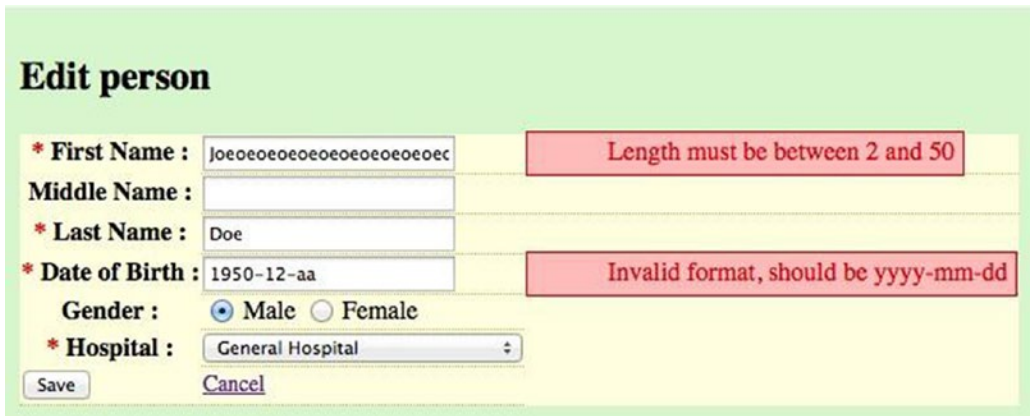 Edit person
* First Name : Joeoeoeoeoeoeoeoeoeoeoec Length must be between 2 and 50
Middle Name :
* Last Name : Doe
* Date of Birth : 1950-12-aa Invalid format, should be yyyy-mm-dd
Gender : Male Female
* Hospital : General Hospital
Save Cancel